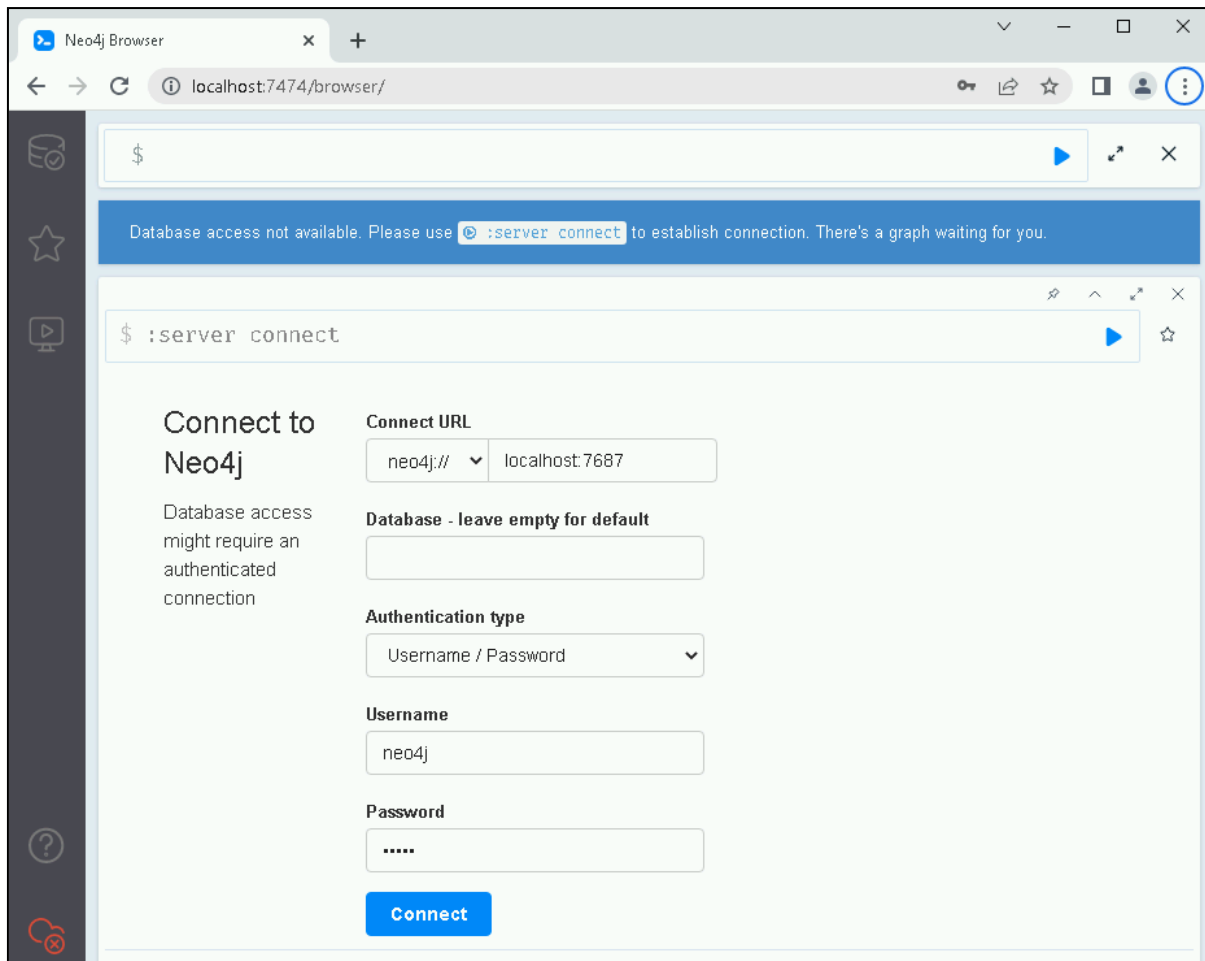 Neo4j Browser
localhost:7474/browser/
$
Database access not available. Please use :server connect to establish connection. There's a graph waiting for you.
$ :server connect
Connect to
Neo4j
Database access
might require an
authenticated
connection
Connect URL
neo4j:// localhost:7687
Database - leave empty for default
Authentication type
Username / Password
Username
neo4j
Password
•••••
Connect